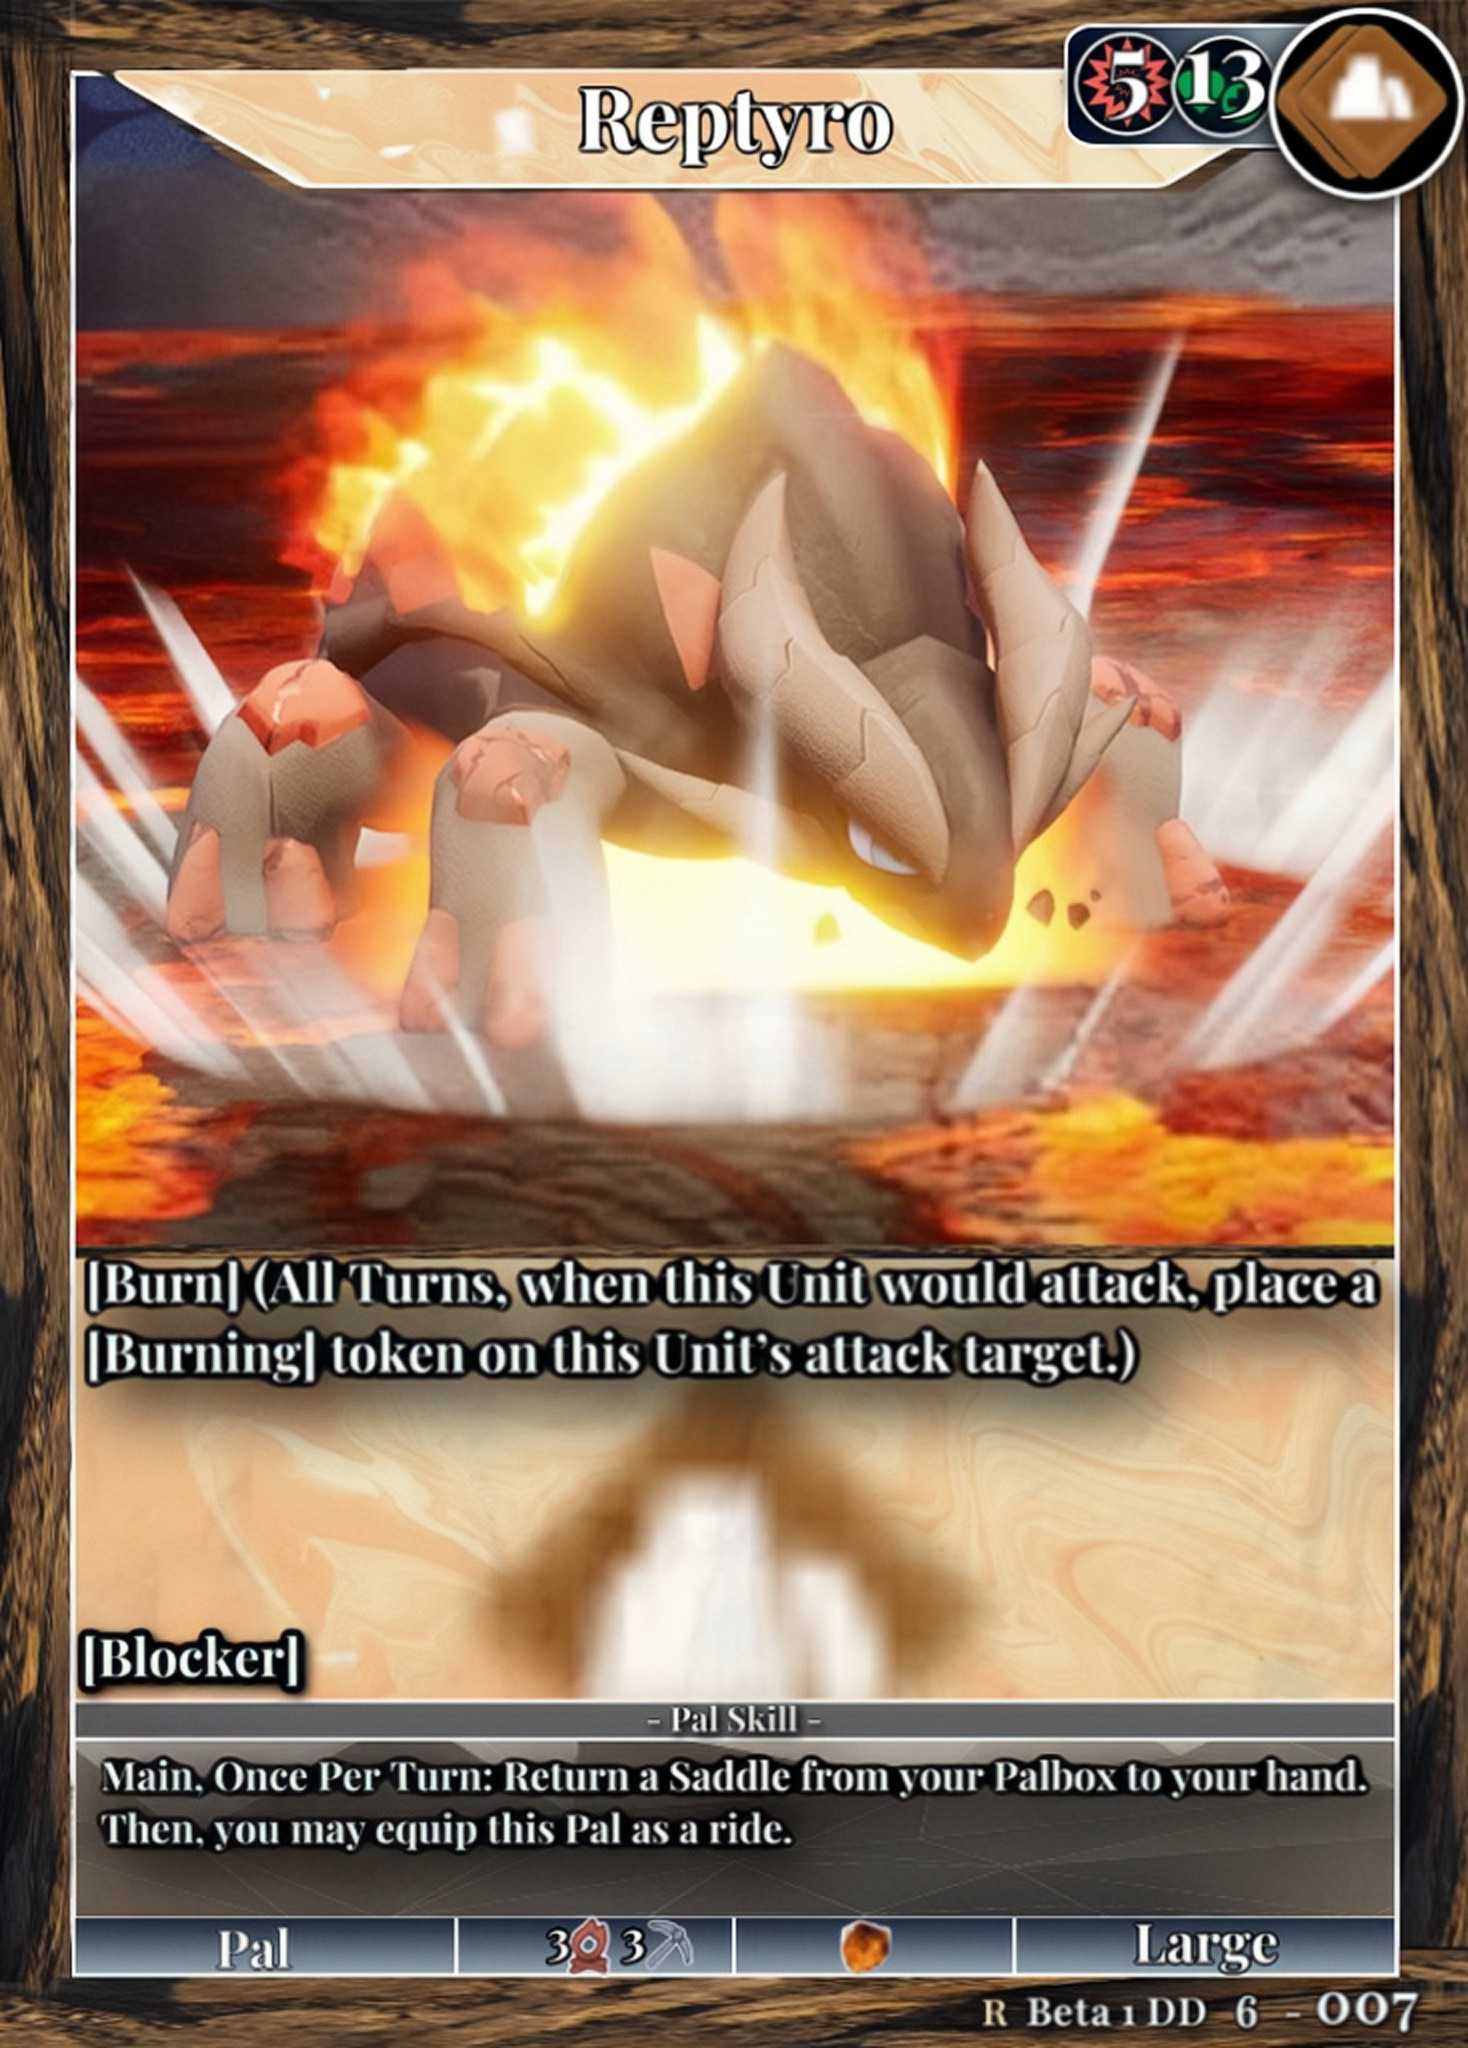 Reptyro
5 13
[Burn] (All Turns, when this Unit would attack, place a
[Burning] token on this Unit's attack target.)
[Blocker]
- Pal Skill -
Main, Once Per Turn: Return a Saddle from your Palbox to your hand.
Then, you may equip this Pal as a ride.
Pal 3 3 Large
R Beta 1 DD 6 - 007